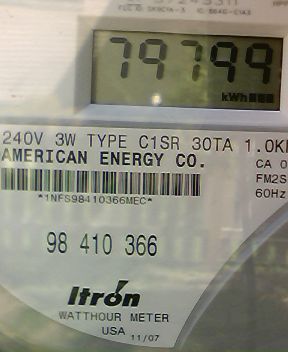 79799
kWh
240V 3W TYPE C1SR 30TA 1.0K
AMERICAN ENERGY CO.
CA 0
FM2S
60Hz
*1NFS98410366MEC*
98 410 366
Itron
WATTHOUR METER
USA 11/07